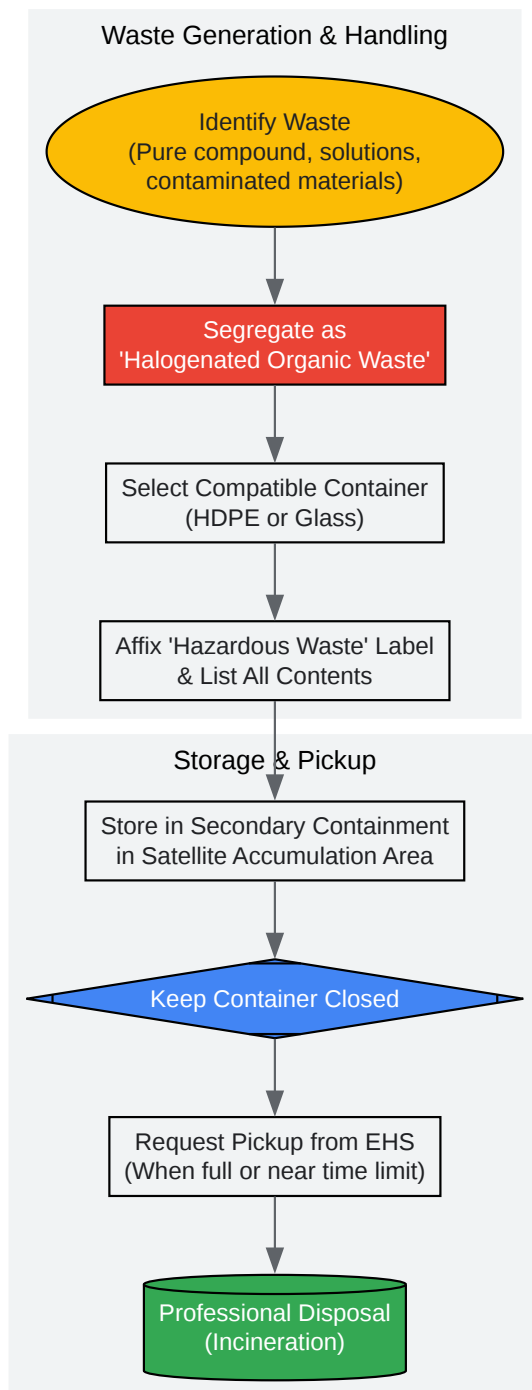 Waste Generation & Handling
Identify Waste
(Pure compound, solutions,
contaminated materials)
Segregate as
'Halogenated Organic Waste'
Select Compatible Container
(HDPE or Glass)
Affix 'Hazardous Waste' Label
& List All Contents
Storage & Pickup
Store in Secondary Containment
in Satellite Accumulation Area
Keep Container Closed
Request Pickup from EHS
(When full or near time limit)
Professional Disposal
(Incineration)